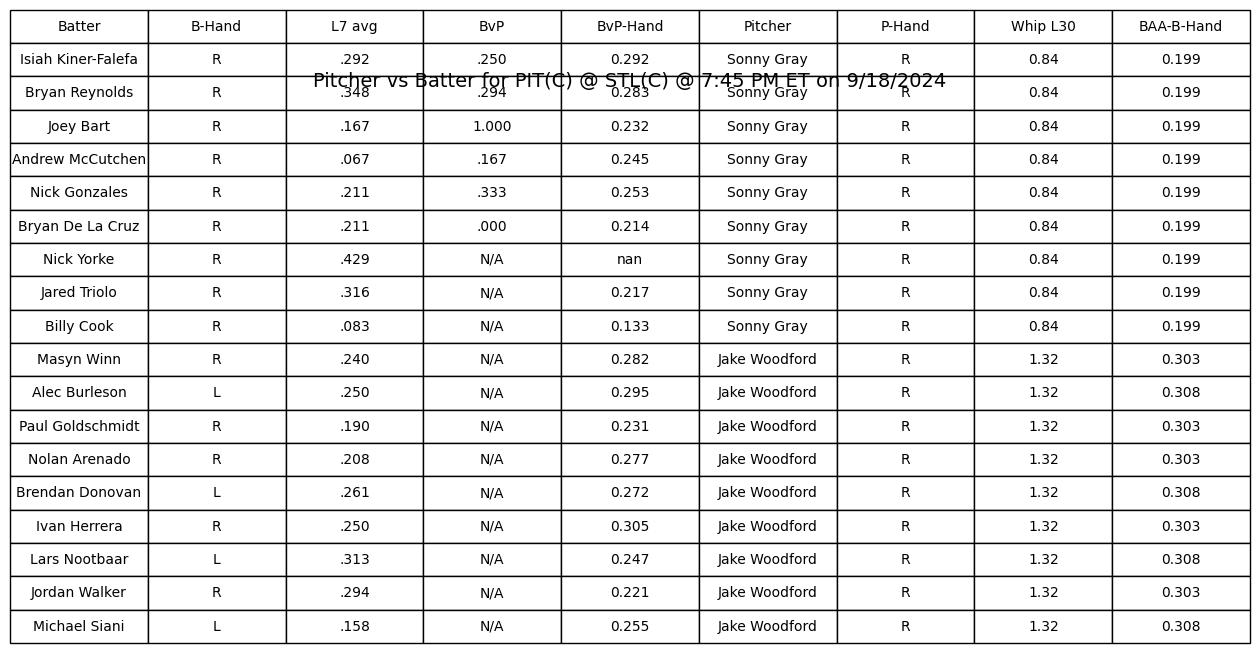 Batter B-Hand L7 avg BvP BvP-Hand Pitcher P-Hand Whip L30 BAA-B-Hand
Isiah Kiner-Falefa R .292 .250 0.292 Sonny Gray R 0.84 0.199
Pitcher vs Batter for PIT(C) @ STL(C) @ 7:45 PM ET on 9/18/2024
Bryan Reynolds R .348 .294 0.283 Sonny Gray R 0.84 0.199
Joey Bart R .167 1.000 0.232 Sonny Gray R 0.84 0.199
Andrew McCutchen R .067 .167 0.245 Sonny Gray R 0.84 0.199
Nick Gonzales R .211 .333 0.253 Sonny Gray R 0.84 0.199
Bryan De La Cruz R .211 .000 0.214 Sonny Gray R 0.84 0.199
Nick Yorke R .429 N/A nan Sonny Gray R 0.84 0.199
Jared Triolo R .316 N/A 0.217 Sonny Gray R 0.84 0.199
Billy Cook R .083 N/A 0.133 Sonny Gray R 0.84 0.199
Masyn Winn R .240 N/A 0.282 Jake Woodford R 1.32 0.303
Alec Burleson L .250 N/A 0.295 Jake Woodford R 1.32 0.308
Paul Goldschmidt R .190 N/A 0.231 Jake Woodford R 1.32 0.303
Nolan Arenado R .208 N/A 0.277 Jake Woodford R 1.32 0.303
Brendan Donovan L .261 N/A 0.272 Jake Woodford R 1.32 0.308
Ivan Herrera R .250 N/A 0.305 Jake Woodford R 1.32 0.303
Lars Nootbaar L .313 N/A 0.247 Jake Woodford R 1.32 0.308
Jordan Walker R .294 N/A 0.221 Jake Woodford R 1.32 0.303
Michael Siani L .158 N/A 0.255 Jake Woodford R 1.32 0.308